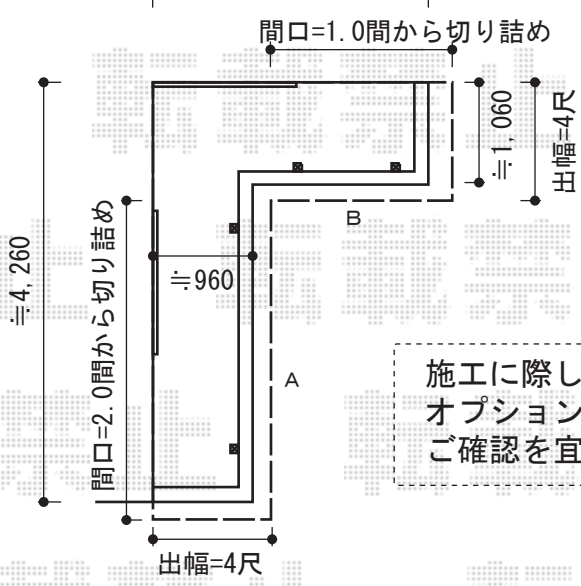 間口=1.0間から切り詰め
≒1,060
出幅=4尺
B
≒4,260
間口=2.0間から切り詰め
≒960
A
施工に際し
オプション
ご確認を宜
出幅=4尺